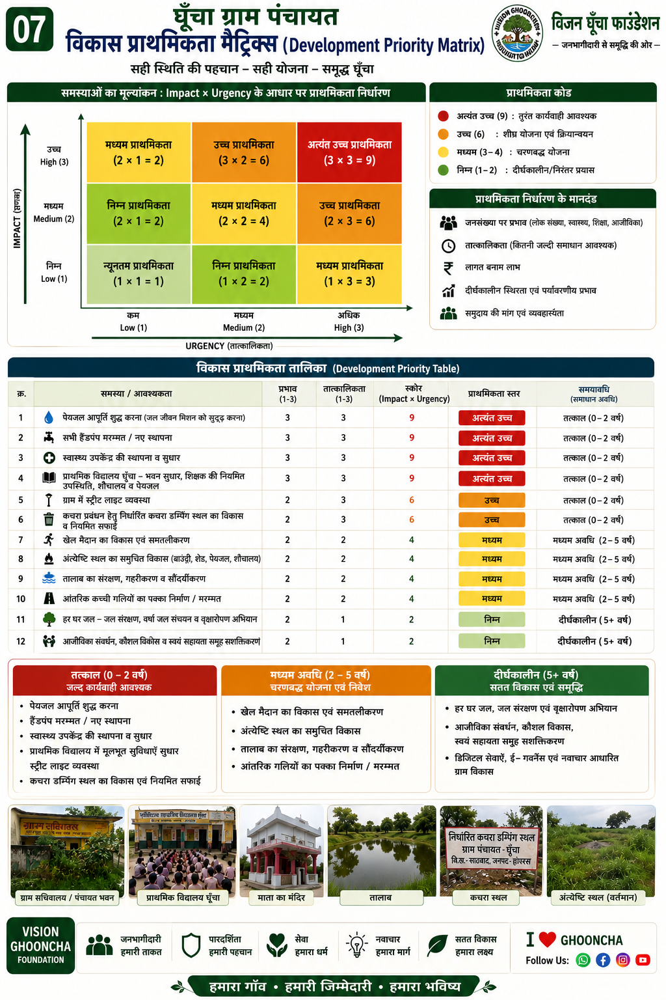 07
घूँचा ग्राम पंचायत
विकास प्राथमिकता मैट्रिक्स (Development Priority Matrix)
सही स्थिति की पहचान – सही योजना – समृद्ध घूँचा
विजन घूँचा फाउंडेशन
– जनभागीदारी से समृद्धि की ओर –
समस्याओं का मूल्यांकन : Impact × Urgency के आधार पर प्राथमिकता निर्धारण
IMPACT
उच्च
High (3)
मध्यम प्राथमिकता
(2 × 1 = 2)
उच्च प्राथमिकता
(3 × 2 = 6)
अत्यंत उच्च प्राथमिकता
(3 × 3 = 9)
मध्यम
Medium (2)
निम्न प्राथमिकता
(2 × 1 = 2)
मध्यम प्राथमिकता
(2 × 2 = 4)
उच्च प्राथमिकता
(2 × 3 = 6)
निम्न
Low (1)
न्यूनतम प्राथमिकता
(1 × 1 = 1)
निम्न प्राथमिकता
(1 × 2 = 2)
मध्यम प्राथमिकता
(1 × 3 = 3)
कम
Low (1)
मध्यम
Medium (2)
अधिक
High (3)
URGENCY (तात्कालिकता)
प्राथमिकता कोड
अत्यंत उच्च (9) : तुरंत कार्यवाही आवश्यक
उच्च (6) : शीघ्र योजना एवं क्रियान्वयन
मध्यम (3–4) : चरणबद्ध योजना
निम्न (1–2) : दीर्घकालीन/निरंतर प्रयास
प्राथमिकता निर्धारण के मानदंड
जनसंख्या पर प्रभाव (लोक संख्या, स्वास्थ्य, शिक्षा, आजीविका)
तात्कालिकता (कितनी जल्दी समाधान आवश्यक)
लागत बनाम लाभ
दीर्घकालीन स्थिरता एवं पर्यावरणीय प्रभाव
समुदाय की मांग एवं
विकास प्राथमिकता तालिका (Development Priority Table)
क्र. समस्या / आवश्यकता प्रभाव (1-3) तात्कालिकता (1-3) स्कोर (Impact × Urgency) प्राथमिकता स्तर समयावधि (समाधान अवधि)
1 पेयजल आपूर्ति शुद्ध करना (जल जीवन मिशन को सुदृढ़ करना) 3 3 9 अत्यंत उच्च तत्काल (0–2 वर्ष)
2 सभी हैंडपंप मरम्मत / नए स्थापना 3 3 9 अत्यंत उच्च तत्काल (0–2 वर्ष)
3 स्वास्थ्य उपकेंद्र की स्थापना व सुधार 3 3 9 अत्यंत उच्च तत्काल (0–2 वर्ष)
4 प्राथमिक विद्यालय घूँचा – भवन सुधार, शिक्षक की नियमित
उपस्थिति, शौचालय व पेयजल 3 3 9 अत्यंत उच्च तत्काल (0–2 वर्ष)
5 ग्राम में स्ट्रीट लाइट व्यवस्था 2 3 6 उच्च तत्काल (0–2 वर्ष)
6 कचरा प्रबंधन हेतु निर्धारित कचरा डम्पिंग स्थल का विकास
व नियमित सफाई 2 3 6 उच्च तत्काल (0–2 वर्ष)
7 खेल मैदान का विकास एवं समतलीकरण 2 2 4 मध्यम मध्यम अवधि (2–5 वर्ष)
8 अंत्येष्टि स्थल का समुचित विकास (बाउंड्री, शेड, पेयजल, शौचालय) 2 2 4 मध्यम मध्यम अवधि (2–5 वर्ष)
9 तालाब का संरक्षण, गहरीकरण व सौंदर्यीकरण 2 2 4 मध्यम मध्यम अवधि (2–5 वर्ष)
10 आंतरिक कच्ची गलियों का पक्का निर्माण / मरम्मत 2 2 4 मध्यम मध्यम अवधि (2–5 वर्ष)
11 हर घर जल – जल संरक्षण, वर्षा जल संचयन व वृक्षारोपण अभियान 2 1 2 निम्न दीर्घकालीन (5+ वर्ष)
12 आजीविका संवर्धन, कौशल विकास व स्वयं सहायता समूह सशक्तिकरण 2 1 2 निम्न दीर्घकालीन (5+ वर्ष)
तत्काल (0 – 2 वर्ष)
जल्द कार्यवाही आवश्यक
• पेयजल आपूर्ति शुद्ध करना
• हैंडपंप मरम्मत / नए स्थापना
• स्वास्थ्य उपकेंद्र की स्थापना व सुधार
• प्राथमिक विद्यालय में मूलभूत सुविधाएँ सुधार
स्ट्रीट लाइट व्यवस्था
• कचरा डम्पिंग स्थल का विकास एवं नियमित सफाई
मध्यम अवधि (2 – 5 वर्ष)
चरणबद्ध योजना एवं निवेश
• खेल मैदान का विकास एवं समतलीकरण
• अंत्येष्टि स्थल का समुचित विकास
• तालाब का संरक्षण, गहरीकरण व सौंदर्यीकरण
• आंतरिक गलियों का पक्का निर्माण / मरम्मत
दीर्घकालीन (5+ वर्ष)
सतत विकास एवं समृद्धि
• हर घर जल, जल संरक्षण एवं वृक्षारोपण अभियान
• आजीविका संवर्धन, कौशल विकास,
स्वयं सहायता समूह सशक्तिकरण
• डिजिटल सेवाएँ, ई– गवर्नेंस एवं नवाचार आधारित
ग्राम विकास
निर्धारित कचरा डम्पिंग स्थल
ग्राम पंचायत - घूँचा
ग्राम सचिवालय / पंचायत भवन
प्राथमिक विद्यालय घूँचा
माता का मंदिर
तालाब
कचरा स्थल
अंत्येष्टि स्थल (वर्तमान)
VISION
GHOONCHA
FOUNDATION
जनभागीदारी
हमारी ताकत
पारदर्शिता
हमारी पहचान
सेवा
हमारा धर्म
नवाचार
हमारा मार्ग
सतत विकास
हमारा लक्ष्य
I GHOONCHA
Follow Us:
हमारा गाँव • हमारी जिम्मेदारी • हमारा भविष्य